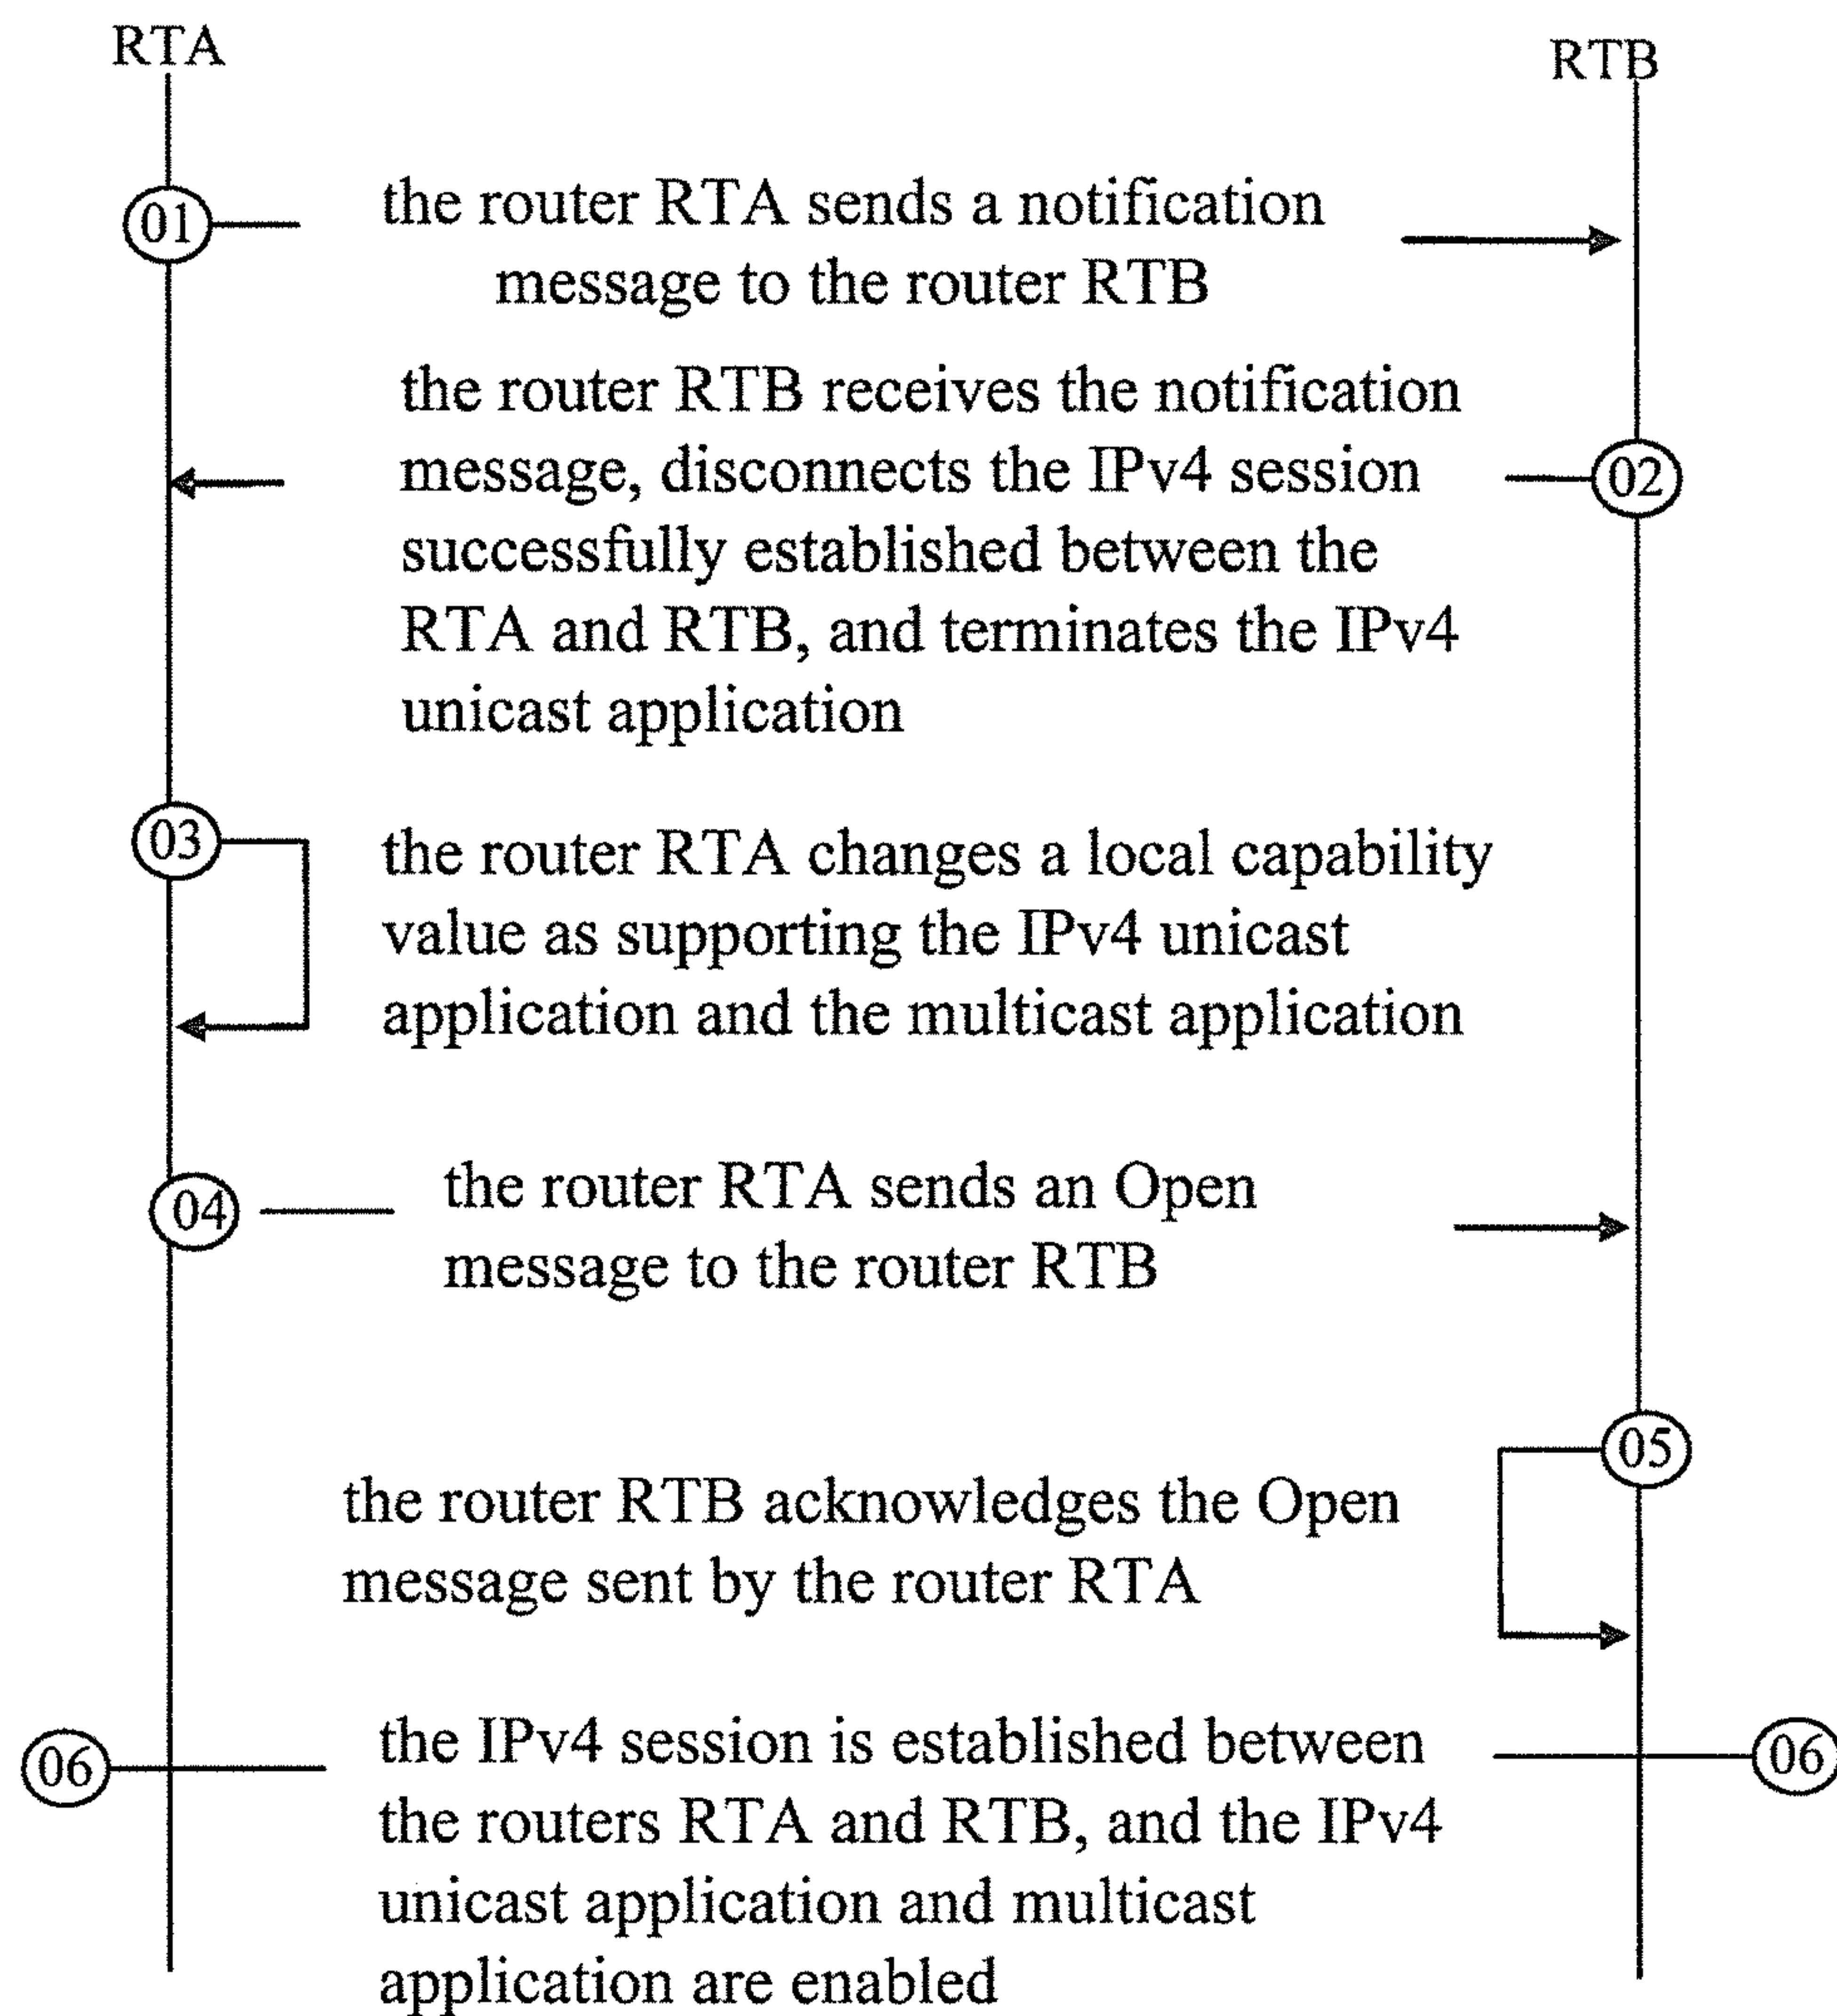 RTA
RTB
01
the router RTA sends a notification
message to the router RTB
the router RTB receives the notification
message, disconnects the IPv4 session
successfully established between the
RTA and RTB, and terminates the IPv4
unicast application
02
03
the router RTA changes a local capability
value as supporting the IPv4 unicast
application and the multicast application
04
the router RTA sends an Open
message to the router RTB
05
the router RTB acknowledges the Open
message sent by the router RTA
06
the IPv4 session is established between
the routers RTA and RTB, and the IPv4
unicast application and multicast
application are enabled
06